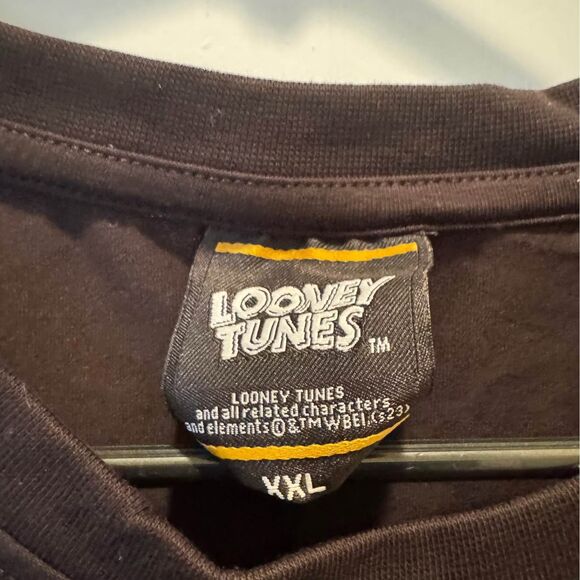 LOONEY
TUNES TM
LOONEY TUNES
and all related characters
and elements © & TM WBEI. (s23)
XXL